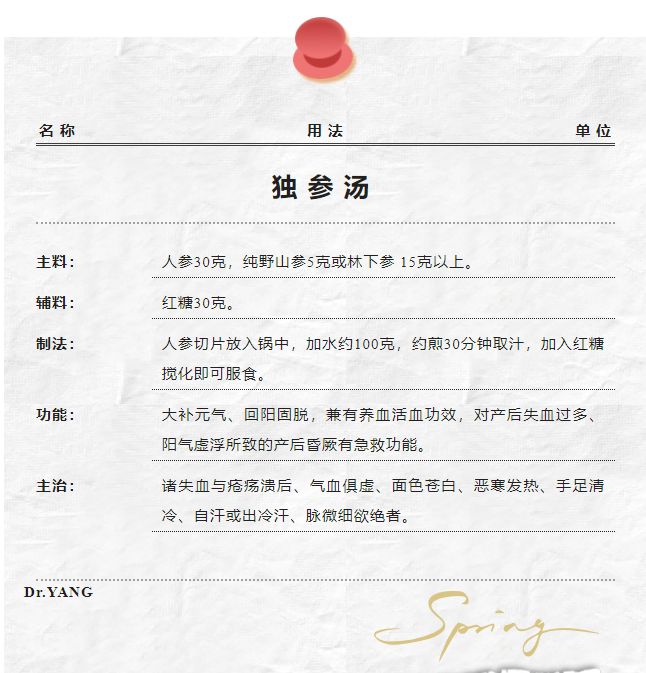 名称 用法 单位
独参汤
主料： 人参30克，纯野山参5克或林下参 15克以上。
辅料： 红糖30克。
制法： 人参切片放入锅中，加水约100克，约煎30分钟取汁，加入红糖
搅化即可服食。
功能： 大补元气、回阳固脱，兼有养血活血功效，对产后失血过多、
阳气虚浮所致的产后昏厥有急救功能。
主治： 诸失血与疮疡溃后、气血俱虚、面色苍白、恶寒发热、手足清
冷、自汗或出冷汗、脉微细欲绝者。
Dr.YANG
Spring